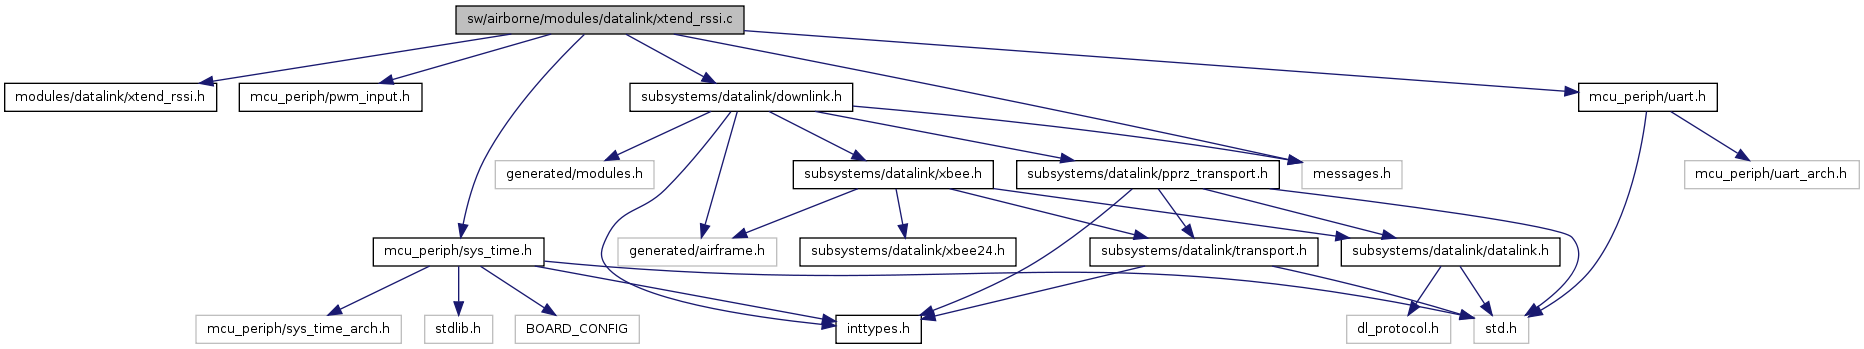 sw/airborne/modules/datalink/xtend_rssi.c
modules/datalink/xtend_rssi.h
mcu_periph/pwm_input.h
subsystems/datalink/downlink.h
mcu_periph/uart.h
generated/modules.h
subsystems/datalink/xbee.h
subsystems/datalink/pprz_transport.h
messages.h
mcu_periph/uart_arch.h
mcu_periph/sys_time.h
generated/airframe.h
subsystems/datalink/xbee24.h
subsystems/datalink/transport.h
subsystems/datalink/datalink.h
mcu_periph/sys_time_arch.h
stdlib.h
BOARD_CONFIG
inttypes.h
dl_protocol.h
std.h